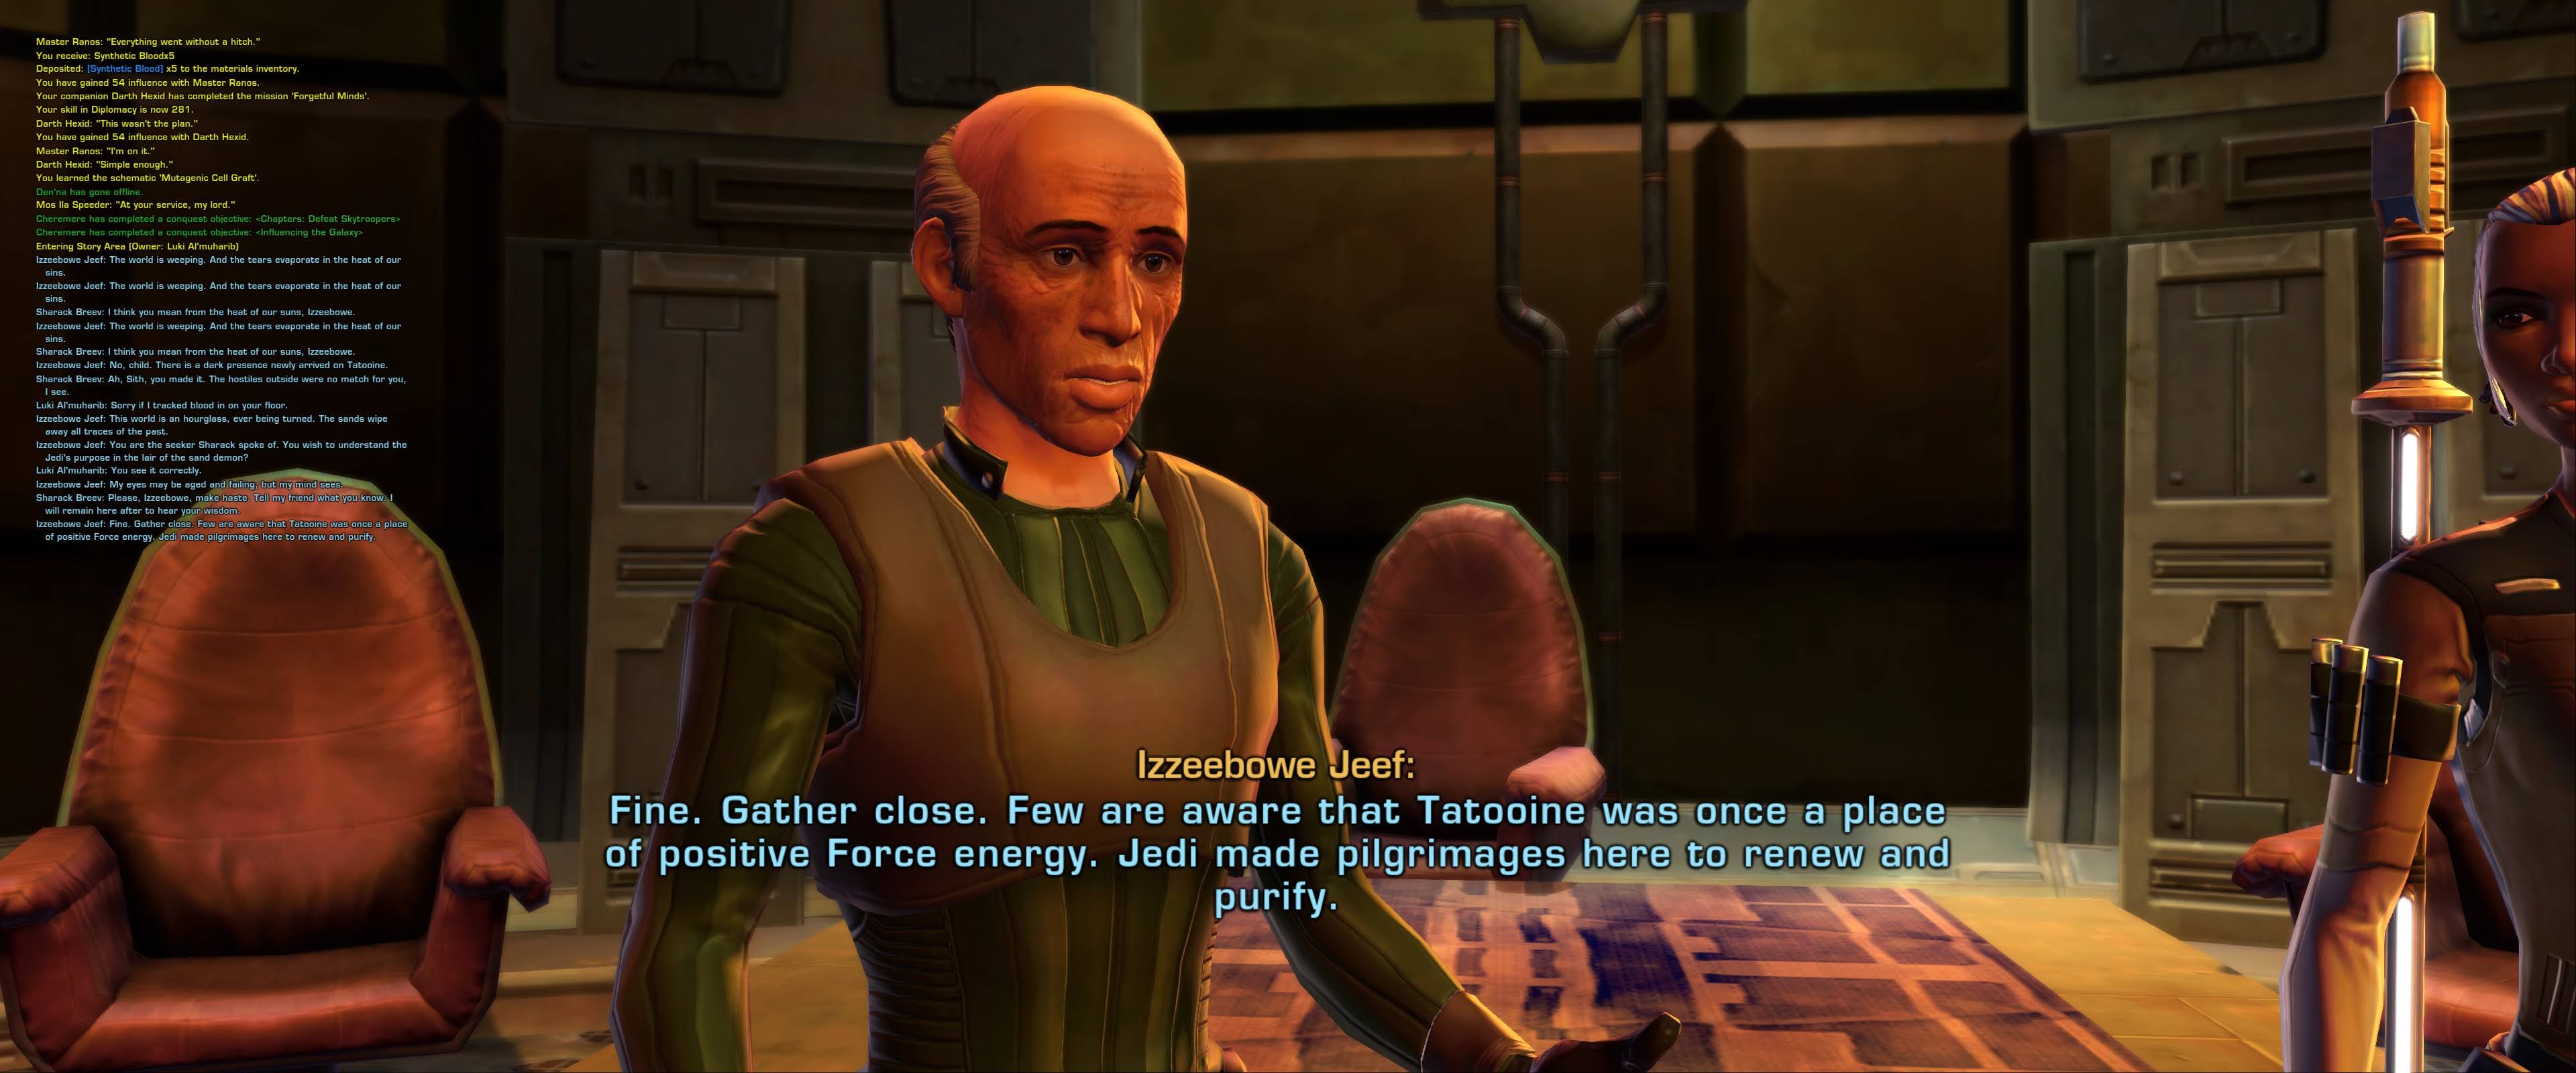 Master Ranos: "Everything went without a hitch."
You receive: Synthetic Bloodx5
Deposited: [Synthetic Blood] x5 to the materials inventory.
You have gained 54 influence with Master Ranos.
Your companion Darth Hexid has completed the mission 'Forgetful Minds'.
Your skill in Diplomacy is now 281.
Darth Hexid: "This wasn't the plan."
You have gained 54 influence with Darth Hexid.
Master Ranos: "I'm on it."
Darth Hexid: "Simple enough."
You learned the schematic 'Mutagenic Cell Graft'.
Den'na has gone offline.
Mos Ila Speeder: "At your service, my lord."
Cheremere has completed a conquest objective: <Chapters: Defeat Skytroopers>
Cheremere has completed a conquest objective: <Influencing the Galaxy>
Entering Story Area (Owner: Luki Al'muharib)
Izzeebowe Jeef: The world is weeping. And the tears evaporate in the heat of our
sins.
Izzeebowe Jeef: The world is weeping. And the tears evaporate in the heat of our
sins.
Sharack Breev: I think you mean from the heat of our suns, Izzeebowe.
Izzeebowe Jeef: The world is weeping. And the tears evaporate in the heat of our
sins.
Sharack Breev: I think you mean from the heat of our suns, Izzeebowe.
Izzeebowe Jeef: No, child. There is a dark presence newly arrived on Tatooine.
Sharack Breev: Ah, Sith, you made it. The hostiles outside were no match for you,
I see.
Luki Al'muharib: Sorry if I tracked blood in on your floor.
Izzeebowe Jeef: This world is an hourglass, ever being turned. The sands wipe
away all traces of the past.
Izzeebowe Jeef: You are the seeker Sharack spoke of. You wish to understand the
Jedi's purpose in the lair of the sand demon?
Luki Al'muharib: You see it correctly.
Izzeebowe Jeef: My eyes may be aged and failing, but my mind sees.
Sharack Breev: Please, Izzeebowe, make haste. Tell my friend what you know. I
will remain here after to hear your wisdom.
Izzeebowe Jeef: Fine. Gather close. Few are aware that Tatooine was once a place
of positive Force energy. Jedi made pilgrimages here to renew and purify.
Izzeebowe Jeef:
Fine. Gather close. Few are aware that Tatooine was once a place
of positive Force energy. Jedi made pilgrimages here to renew and
purify.